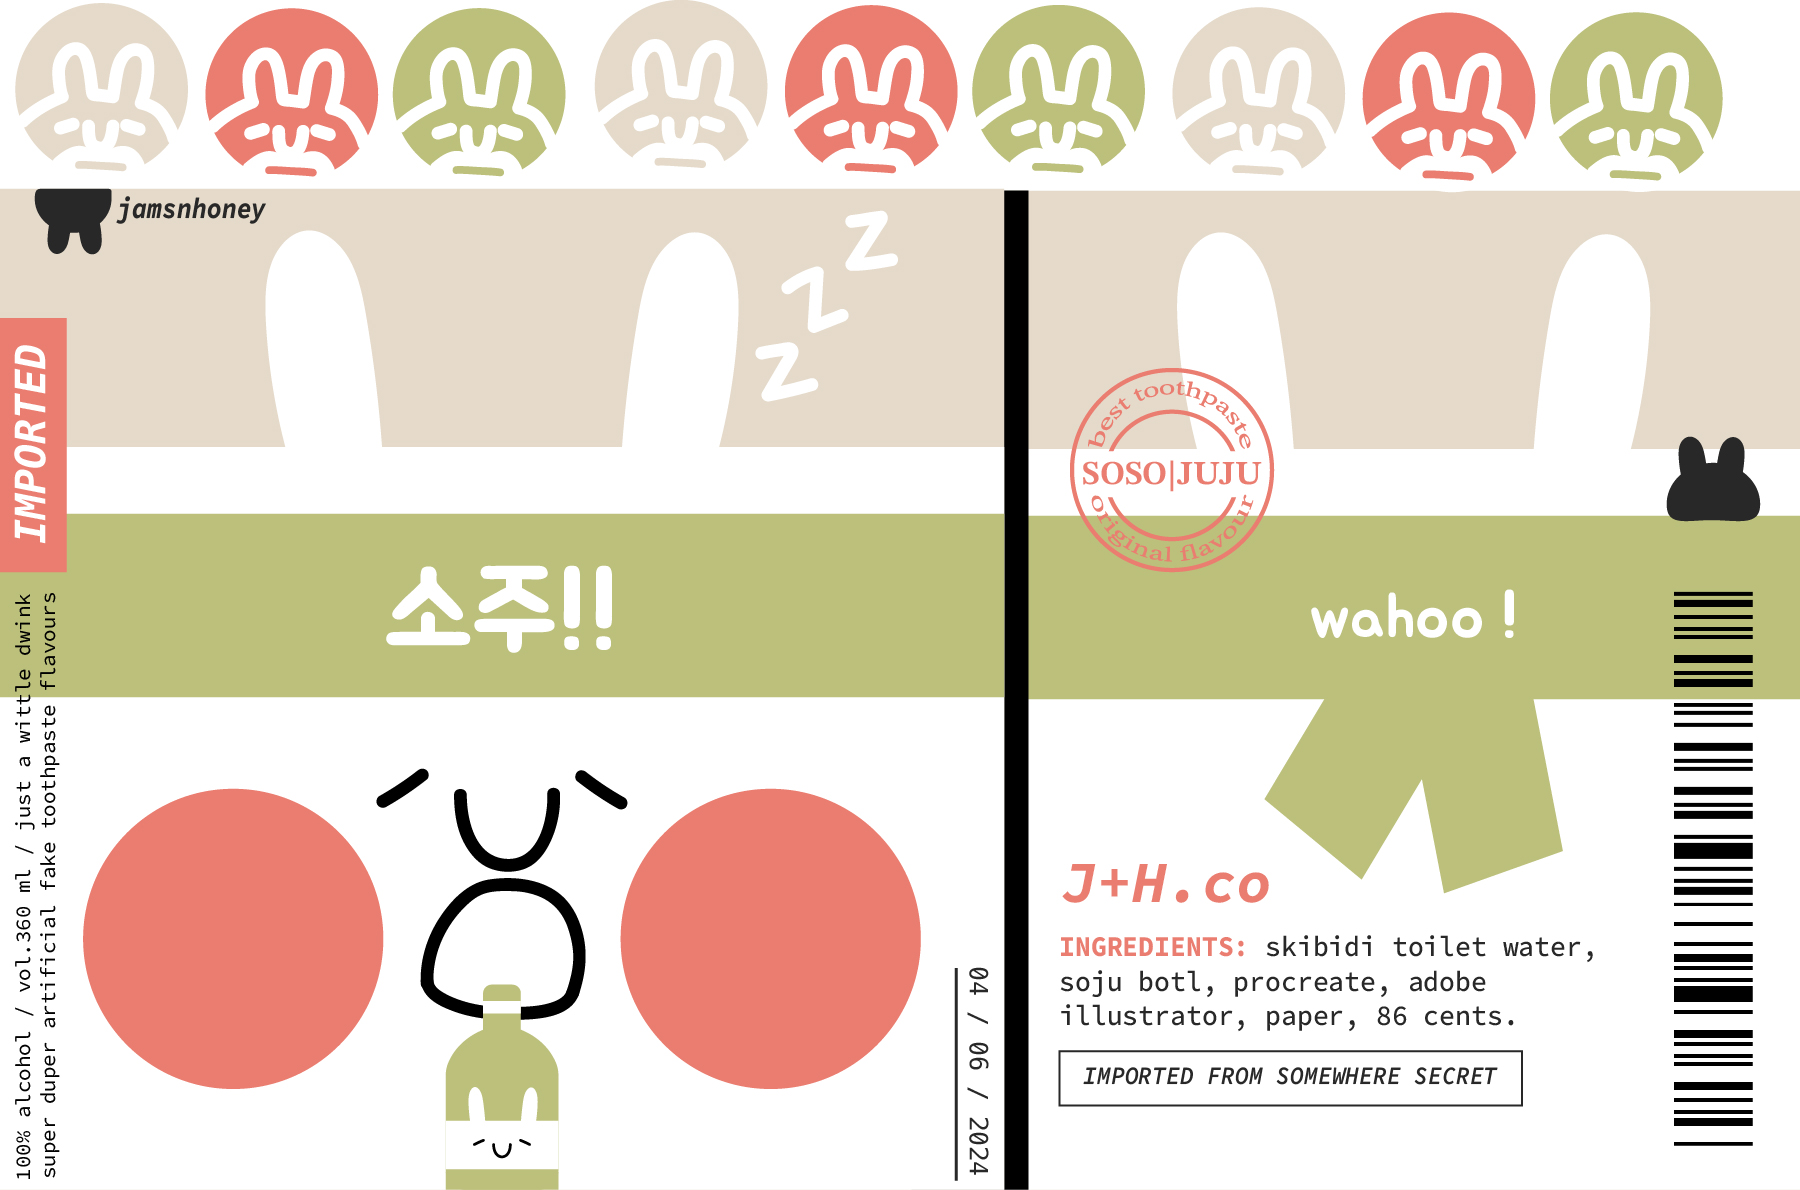 jamsnhoney
z
z
z
IMPORTED
소주!!
100% alcohol / vol.360 ml / just a wittle dwink
super duper artificial fake toothpaste flavours
04 / 06 / 2024
best toothpaste
SOSO|JUJU
original flavour
wahoo !
J+H.co
INGREDIENTS: skibidi toilet water,
soju botl, procreate, adobe
illustrator, paper, 86 cents.
IMPORTED FROM SOMEWHERE SECRET